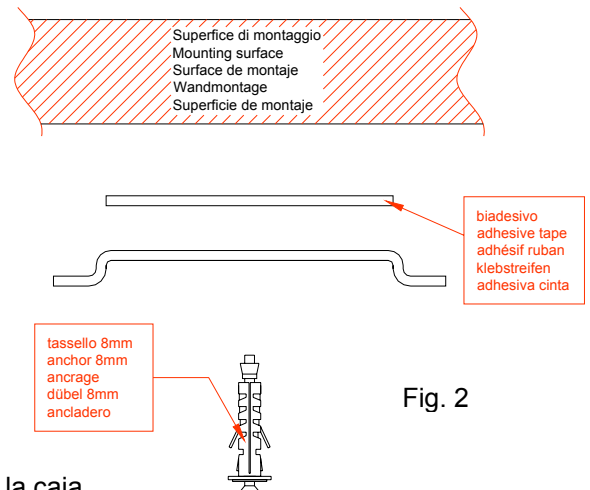 Superfice di montaggio
Mounting surface
Surface de montaje
Wandmontage
Superficie de montaje
biadesivo
adhesive tape
adhésif ruban
klebstreifen
adhesiva cinta
tassello 8mm
anchor 8mm
ancrage
dübel 8mm
ancladero
Fig. 2
la caja